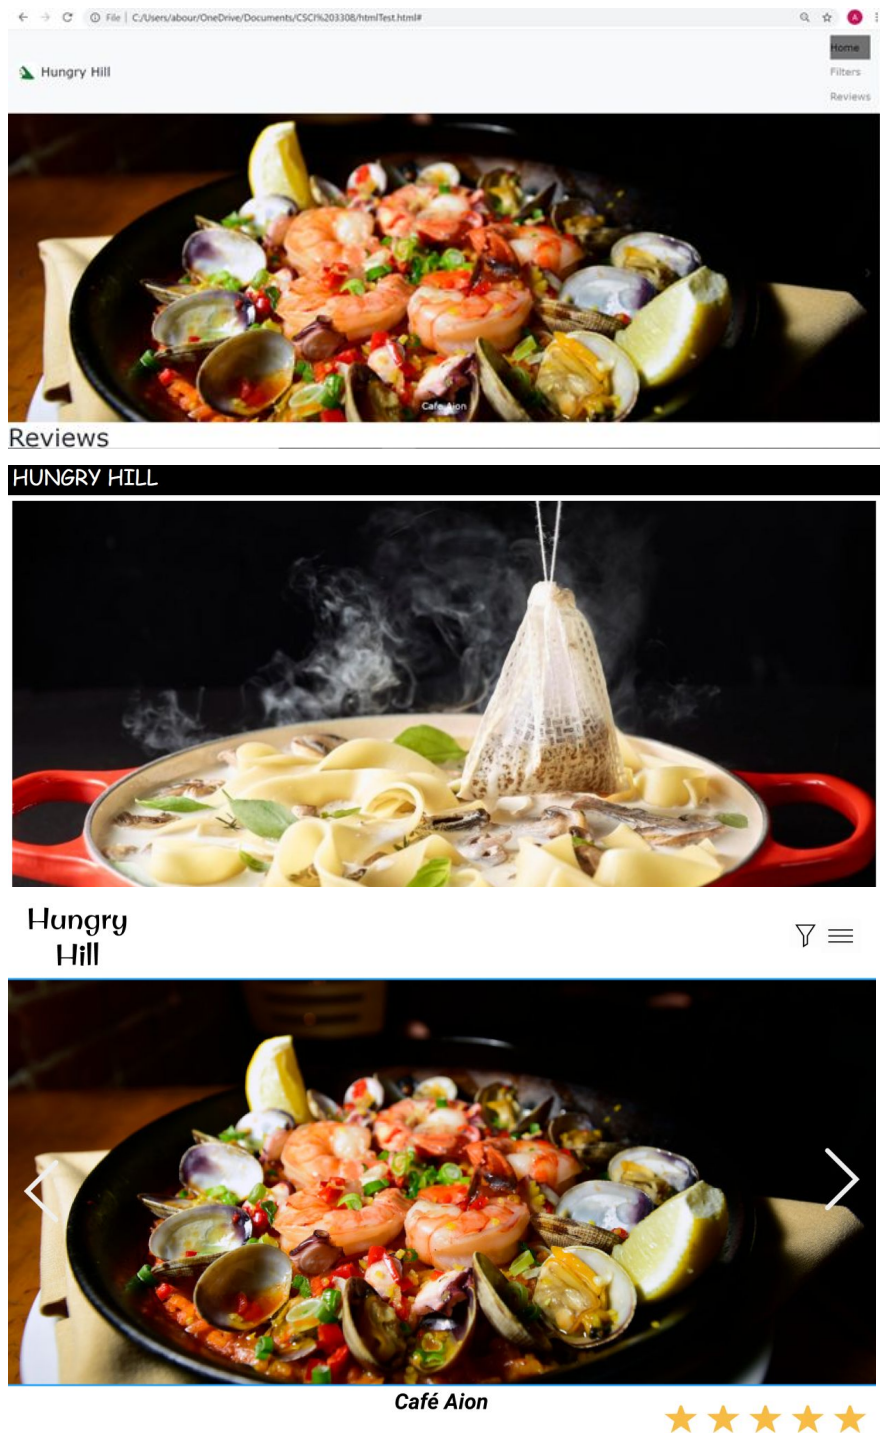 File | C:/Users/abour/OneDrive/Documents/CSCI%203308/htmlTest.html#
A
Home
Hungry Hill
Filters
Reviews
Cafe Aion
Reviews
HUNGRY HILL
Hungry
Hill
Café Aion